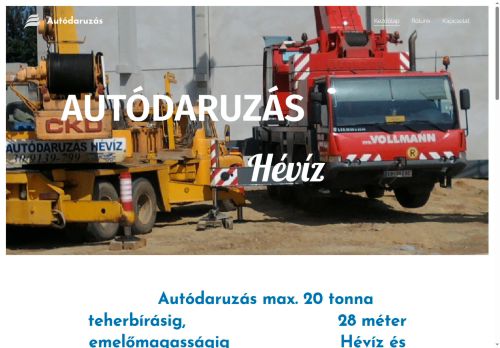 Autódaruzás
Kezdőlap Rólunk Kapcsolat
AUTÓDARUZÁS
Hévíz
CKD
AUTÓDARUZÁS HÉVÍZ
VOLLMANN
R
Autódaruzás max. 20 tonna
teherbírásig, 28 méter
emelőmagasságig Hévíz és